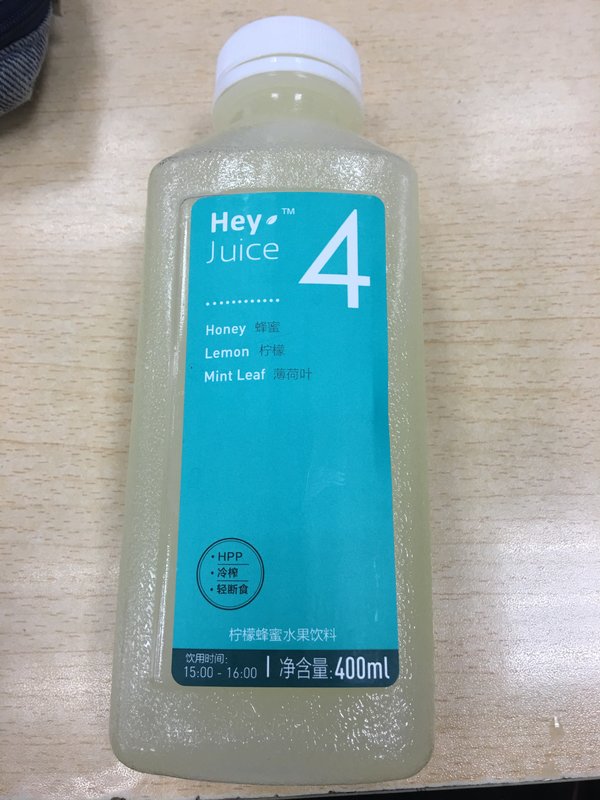 Hey ™
Juice
4
Honey 蜂蜜
Lemon 柠檬
Mint Leaf 薄荷叶
·HPP
·冷榨
·轻断食
柠檬蜂蜜水果饮料
饮用时间:
15:00 - 16:00
净含量:400ml